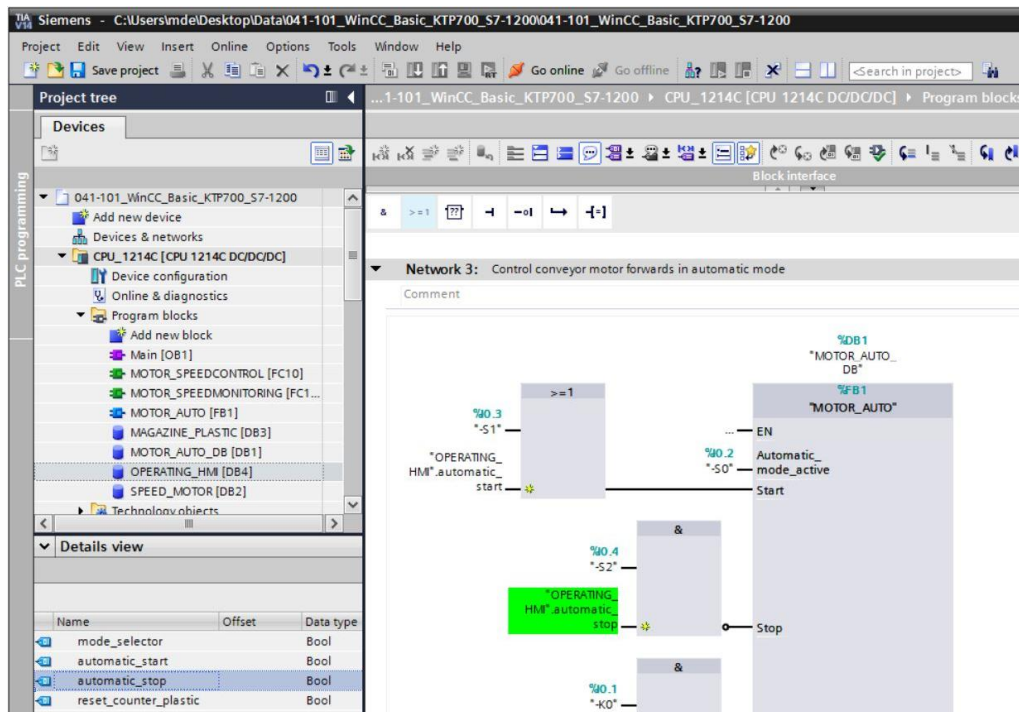 TIA V14 Siemens - C:\Users\mde\Desktop\Data\041-101_WinCC_Basic_KTP700_S7-1200\041-101_WinCC_Basic_KTP700_S7-1200
Project Edit View Insert Online Options Tools Window Help
Save project Go online Go offline <Search in project>
Project tree
...1-101_WinCC_Basic_KTP700_S7-1200 ▸ CPU_1214C [CPU 1214C DC/DC/DC] ▸ Program blocks
Devices
Block interface
PLC programming
041-101_WinCC_Basic_KTP700_S7-1200
Add new device
Devices & networks
CPU_1214C [CPU 1214C DC/DC/DC]
Device configuration
Online & diagnostics
Program blocks
Add new block
Main [OB1]
MOTOR_SPEEDCONTROL [FC10]
MOTOR_SPEEDMONITORING [FC1...
MOTOR_AUTO [FB1]
MAGAZINE_PLASTIC [DB3]
MOTOR_AUTO_DB [DB1]
OPERATING_HMI [DB4]
SPEED_MOTOR [DB2]
Technology objects
Details view
Name Offset Data type
mode_selector Bool
automatic_start Bool
automatic_stop Bool
reset_counter_plastic Bool
& >=1 ?? -| -o| -[=]
Network 3: Control conveyor motor forwards in automatic mode
Comment
%DB1
"MOTOR_AUTO_
DB"
%FB1
"MOTOR_AUTO"
>=1
%I0.3
"-S1"
"OPERATING_
HMI".automatic_
start
... EN
%I0.2
"-S0"
Automatic_
mode_active
Start
&
%I0.4
"-S2"
"OPERATING_
HMI".automatic_
stop
Stop
&
%I0.1
"-K0"